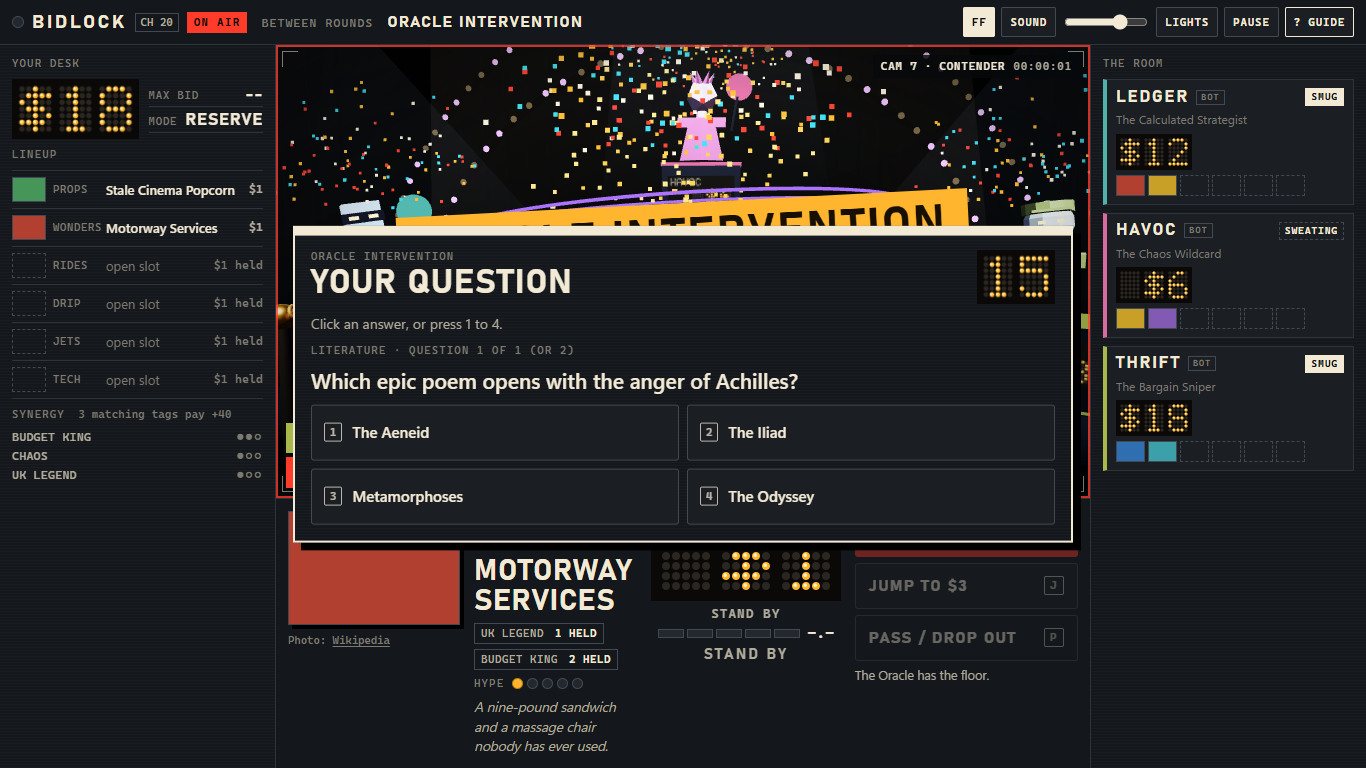 BIDLOCK CH 20 ON AIR BETWEEN ROUNDS ORACLE INTERVENTION FF SOUND LIGHTS PAUSE ? GUIDE
YOUR DESK
$18
MAX BID --
MODE RESERVE
LINEUP
PROPS Stale Cinema Popcorn $1
WONDERS Motorway Services $1
RIDES open slot $1 held
DRIP open slot $1 held
JETS open slot $1 held
TECH open slot $1 held
SYNERGY 3 matching tags pay +40
BUDGET KING
CHAOS
UK LEGEND
CAM 7 · CONTENDER 00:00:01
HAVOC
INTERVENTION
ORACLE INTERVENTION
YOUR QUESTION
15
Click an answer, or press 1 to 4.
LITERATURE · QUESTION 1 OF 1 (OR 2)
Which epic poem opens with the anger of Achilles?
1 The Aeneid
2 The Iliad
3 Metamorphoses
4 The Odyssey
Photo: Wikipedia
MOTORWAY
SERVICES
UK LEGEND 1 HELD
BUDGET KING 2 HELD
HYPE
A nine-pound sandwich
and a massage chair
nobody has ever used.
STAND BY
-.-
STAND BY
JUMP TO $3 J
PASS / DROP OUT P
The Oracle has the floor.
THE ROOM
LEDGER BOT SMUG
The Calculated Strategist
$12
HAVOC BOT SWEATING
The Chaos Wildcard
$6
THRIFT BOT SMUG
The Bargain Sniper
$18